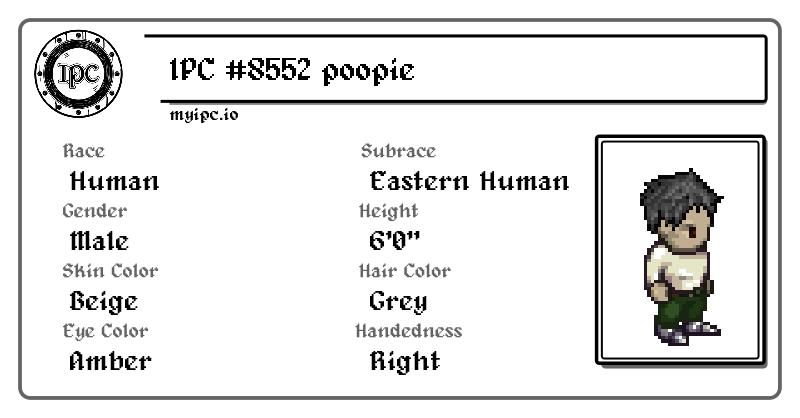 IPC
IPC #8552 poopie
myipc.io
Race
Human
Subrace
Eastern Human
Gender
Male
Height
6'0"
Skin Color
Beige
Hair Color
Grey
Eye Color
Amber
Handedness
Right